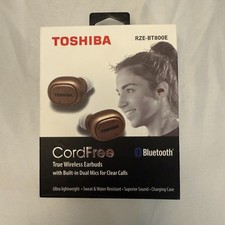 TOSHIBA
RZE-BT800E
CordFree
Bluetooth®
True Wireless Earbuds
with Built-in Dual Mics for Clear Calls
Ultra lightweight • Sweat & Water Resistant • Superior Sound • Charging Case